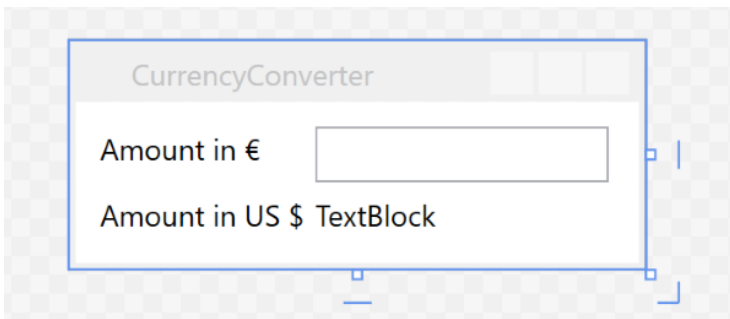 CurrencyConverter
Amount in €
Amount in US $ TextBlock